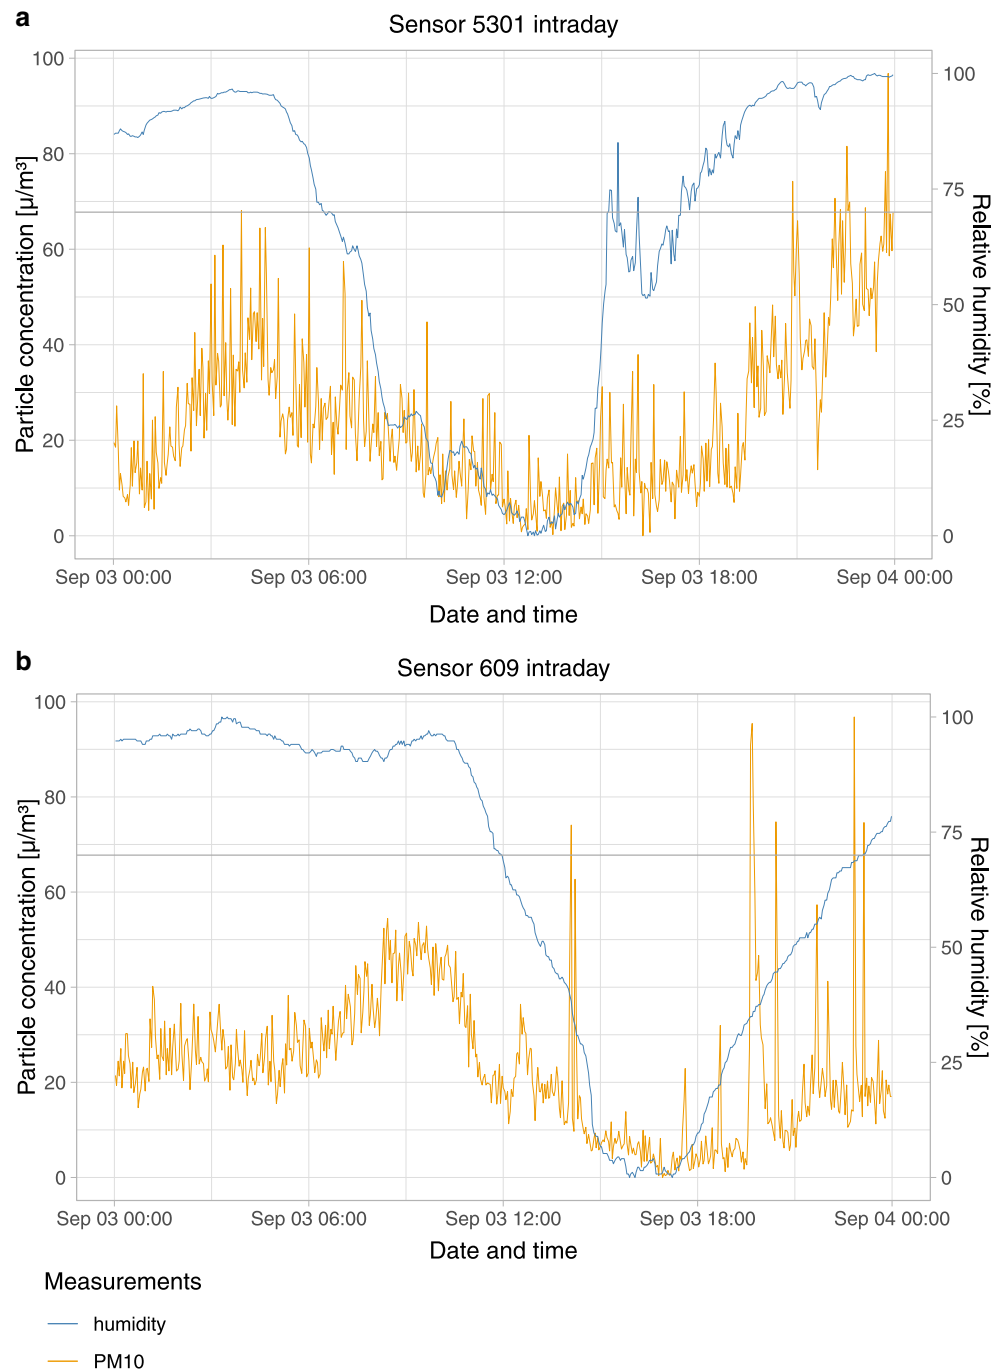 a
Sensor 5301 intraday
Particle concentration [µ/m³]
100
80
60
40
20
0
Relative humidity [%]
100
75
50
25
0
Sep 03 00:00 Sep 03 06:00 Sep 03 12:00 Sep 03 18:00 Sep 04 00:00
Date and time
b
Sensor 609 intraday
Particle concentration [µ/m³]
100
80
60
40
20
0
Relative humidity [%]
100
75
50
25
0
Sep 03 00:00 Sep 03 06:00 Sep 03 12:00 Sep 03 18:00 Sep 04 00:00
Date and time
Measurements
humidity
PM10